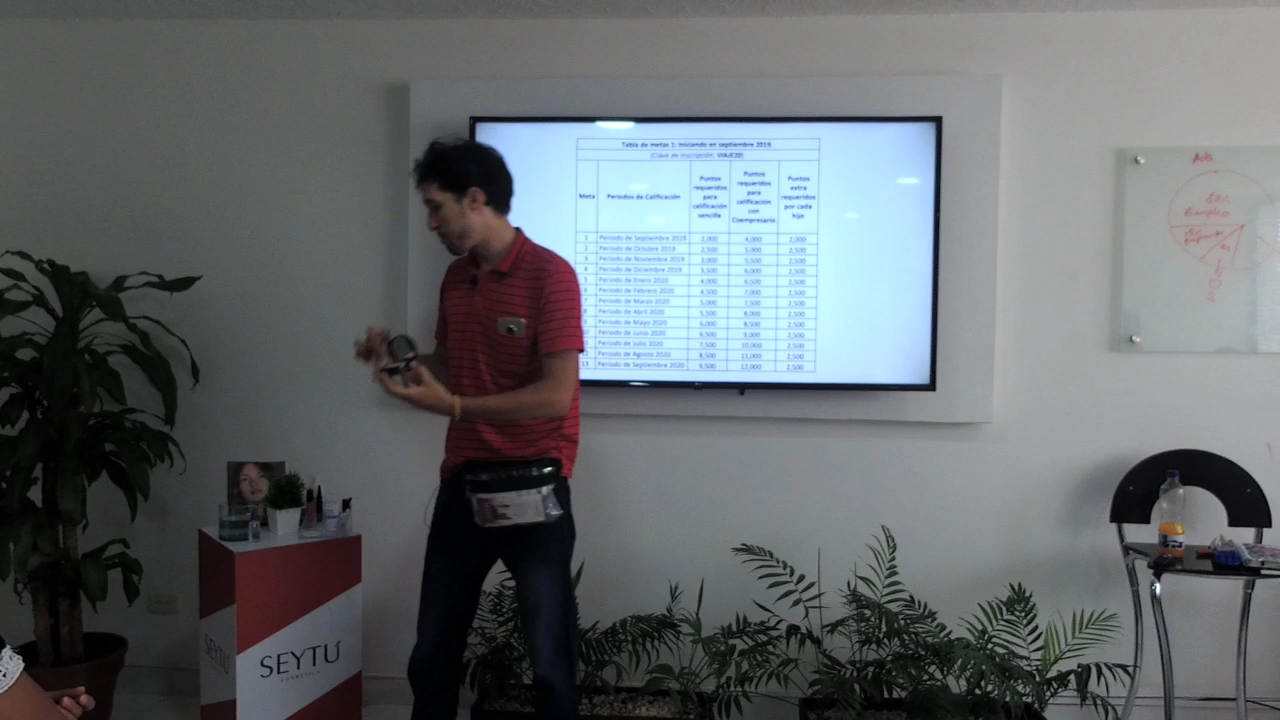 Tabla de metas 1: Iniciando en septiembre 2019.
(Clave de inscripción: VIAJE20)
Meta Periodos de Calificación Puntos requeridos para calificación sencilla Puntos requeridos para calificación con Coempresario Puntos extra requeridos por cada hijo
1 Periodo de Septiembre 2019 2,000 4,000 2,000
2 Periodo de Octubre 2019 2,500 5,000 2,500
3 Periodo de Noviembre 2019 3,000 5,500 2,500
4 Periodo de Diciembre 2019 3,500 6,000 2,500
5 Periodo de Enero 2020 4,000 6,500 2,500
6 Periodo de Febrero 2020 4,500 7,000 2,500
7 Periodo de Marzo 2020 5,000 7,500 2,500
8 Periodo de Abril 2020 5,500 8,000 2,500
Periodo de Mayo 2020 6,000 8,500 2,500
Periodo de Junio 2020 6,500 9,000 2,500
Periodo de Julio 2020 7,500 10,000 2,500
Periodo de Agosto 2020 8,500 11,000 2,500
13 Periodo de Septiembre 2020 9,500 12,000 2,500
Empleo
SEYTÚ
COSMÉTICA
SEYTÚ